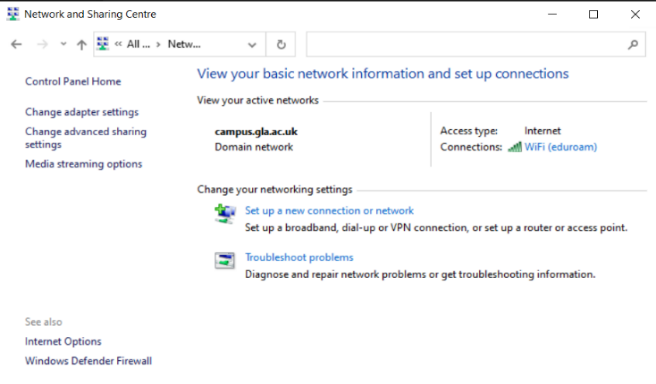 Network and Sharing Centre
« All ... › Netw...
Control Panel Home
Change adapter settings
Change advanced sharing
settings
Media streaming options
See also
Internet Options
Windows Defender Firewall
View your basic network information and set up connections
View your active networks
campus.gla.ac.uk
Domain network
Access type: Internet
Connections: WiFi (eduroam)
Change your networking settings
Set up a new connection or network
Set up a broadband, dial-up or VPN connection, or set up a router or access point.
Troubleshoot problems
Diagnose and repair network problems or get troubleshooting information.